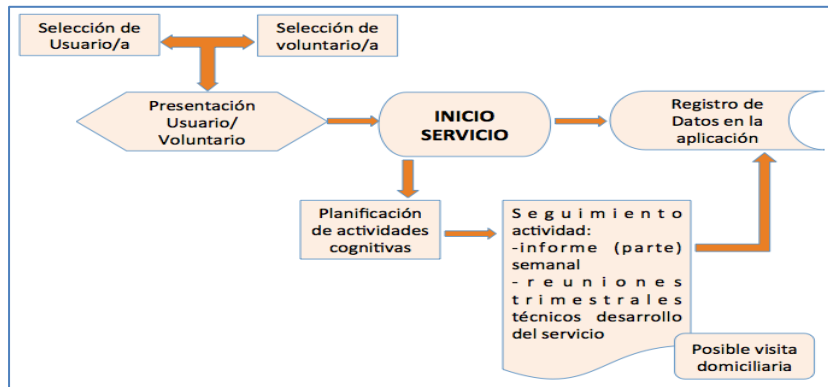 Selección de
Usuario/a
Selección de
voluntario/a
Presentación
Usuario/
Voluntario
INICIO
SERVICIO
Registro de
Datos en la
aplicación
Planificación
de actividades
cognitivas
Seguimiento
actividad:
-informe (parte)
semanal
-reuniones
trimestrales
técnicos desarrollo
del servicio
Posible visita
domiciliaria